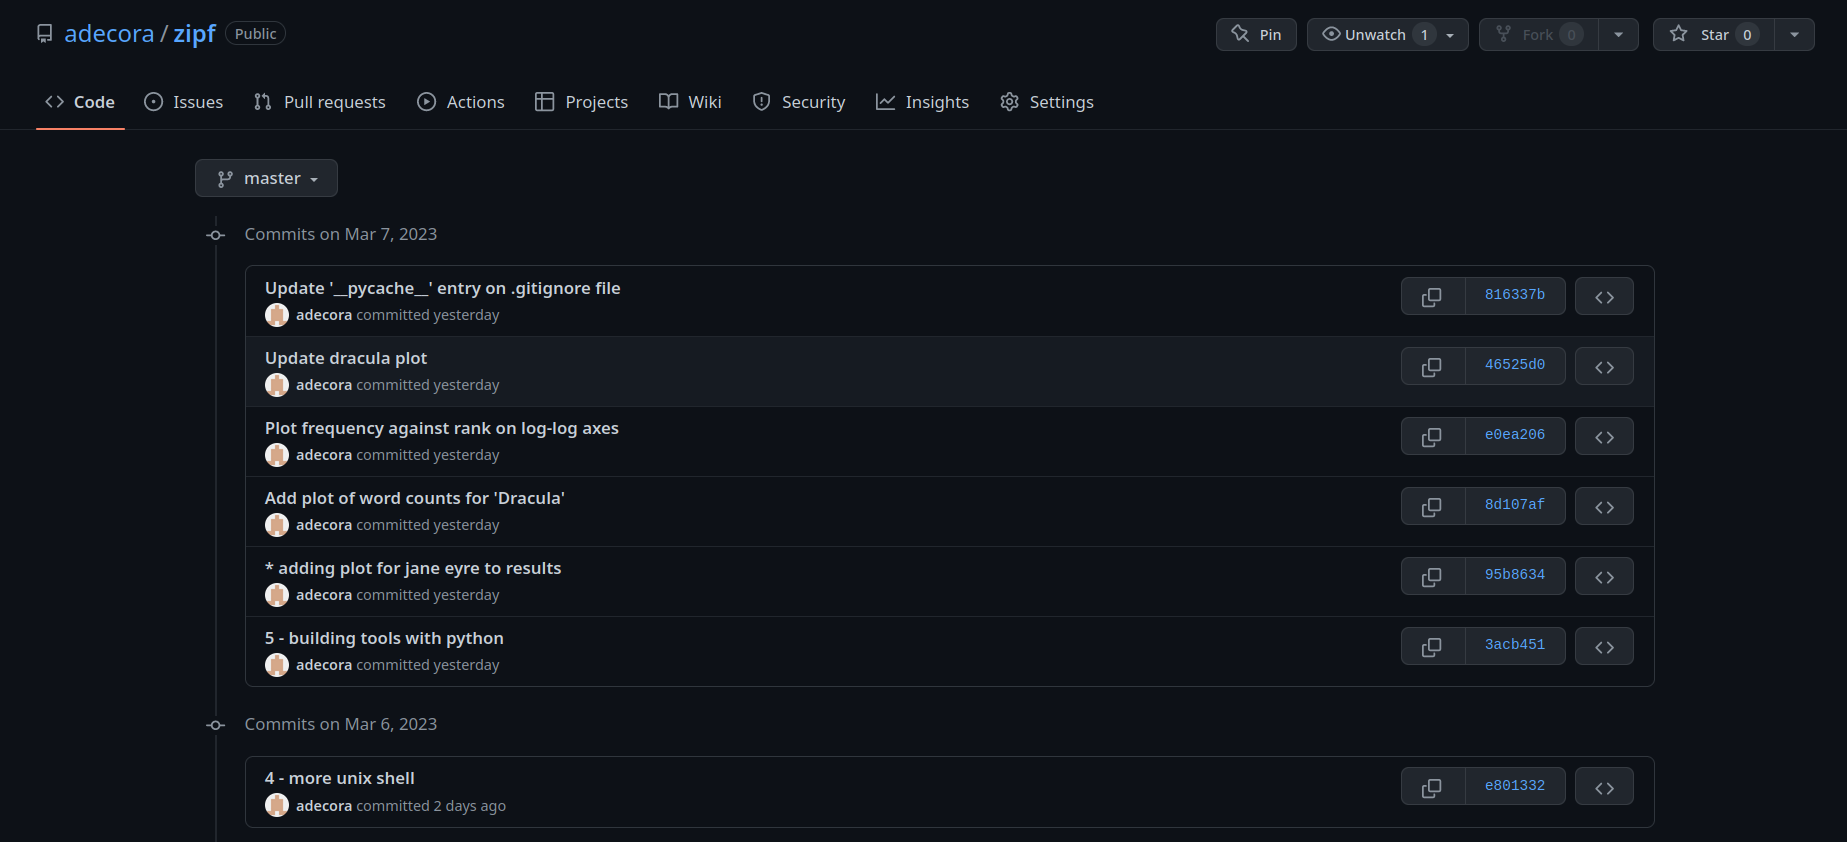 adecora / zipf Public Pin Unwatch 1 Fork 0 Star 0
Code Issues Pull requests Actions Projects Wiki Security Insights Settings
master
Commits on Mar 7, 2023
Update '__pycache__' entry on .gitignore file
adecora committed yesterday
816337b
Update dracula plot
adecora committed yesterday
46525d0
Plot frequency against rank on log-log axes
adecora committed yesterday
e0ea206
Add plot of word counts for 'Dracula'
adecora committed yesterday
8d107af
* adding plot for jane eyre to results
adecora committed yesterday
95b8634
5 - building tools with python
adecora committed yesterday
3acb451
Commits on Mar 6, 2023
4 - more unix shell
adecora committed 2 days ago
e801332